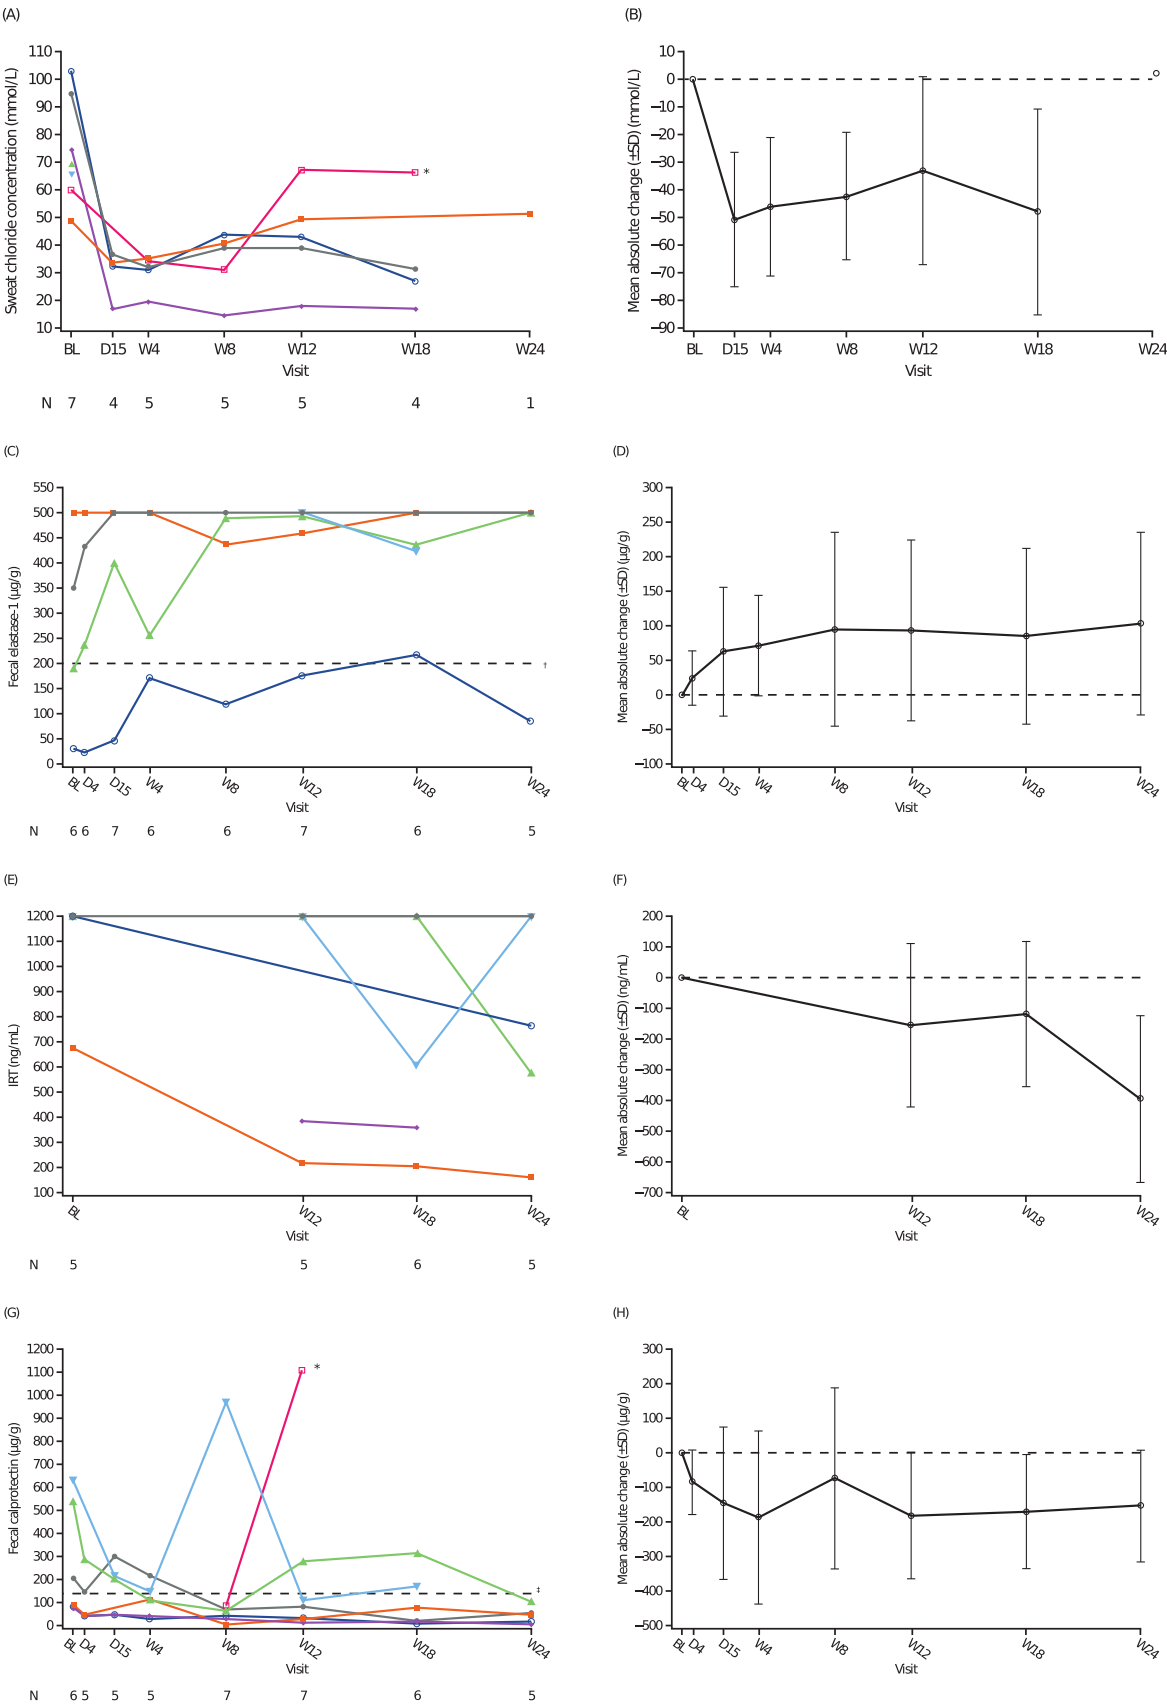 (A)
Sweat chloride concentration (mmol/L)
110
100
90
80
70
60
50
40
30
20
10
*
BL D15 W4 W8 W12 W18 W24
Visit
N 7 4 5 5 5 4 1
(B)
Mean absolute change (±SD) (mmol/L)
10
0
−10
−20
−30
−40
−50
−60
−70
−80
−90
BL D15 W4 W8 W12 W18 W24
Visit
(C)
Fecal elastase-1 (µg/g)
550
500
450
400
350
300
250
200
150
100
50
0
†
BL D4 D15 W4 W8 W12 W18 W24
Visit
N 6 6 7 6 6 7 6 5
(D)
Mean absolute change (±SD) (µg/g)
300
250
200
150
100
50
0
−50
−100
BL D4 D15 W4 W8 W12 W18 W24
Visit
(E)
IRT (ng/mL)
1200
1100
1000
900
800
700
600
500
400
300
200
100
BL W12 W18 W24
Visit
N 5 5 6 5
(F)
Mean absolute change (±SD) (ng/mL)
200
100
0
−100
−200
−300
−400
−500
−600
−700
BL W12 W18 W24
Visit
(G)
Fecal calprotectin (µg/g)
1200
1100
1000
900
800
700
600
500
400
300
200
100
0
*
‡
BL D4 D15 W4 W8 W12 W18 W24
Visit
N 6 5 5 5 7 7 6 5
(H)
Mean absolute change (±SD) (µg/g)
300
200
100
0
−100
−200
−300
−400
−500
BL D4 D15 W4 W8 W12 W18 W24
Visit